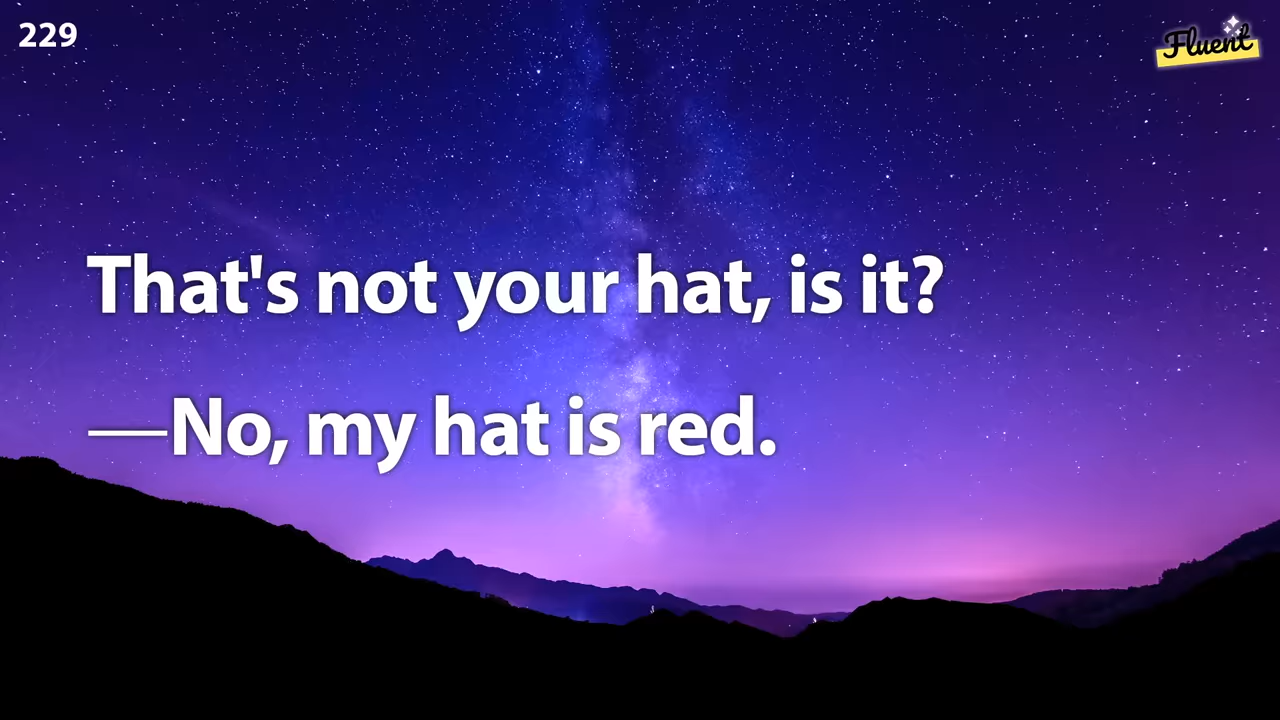 229
Fluent
That's not your hat, is it?
—No, my hat is red.